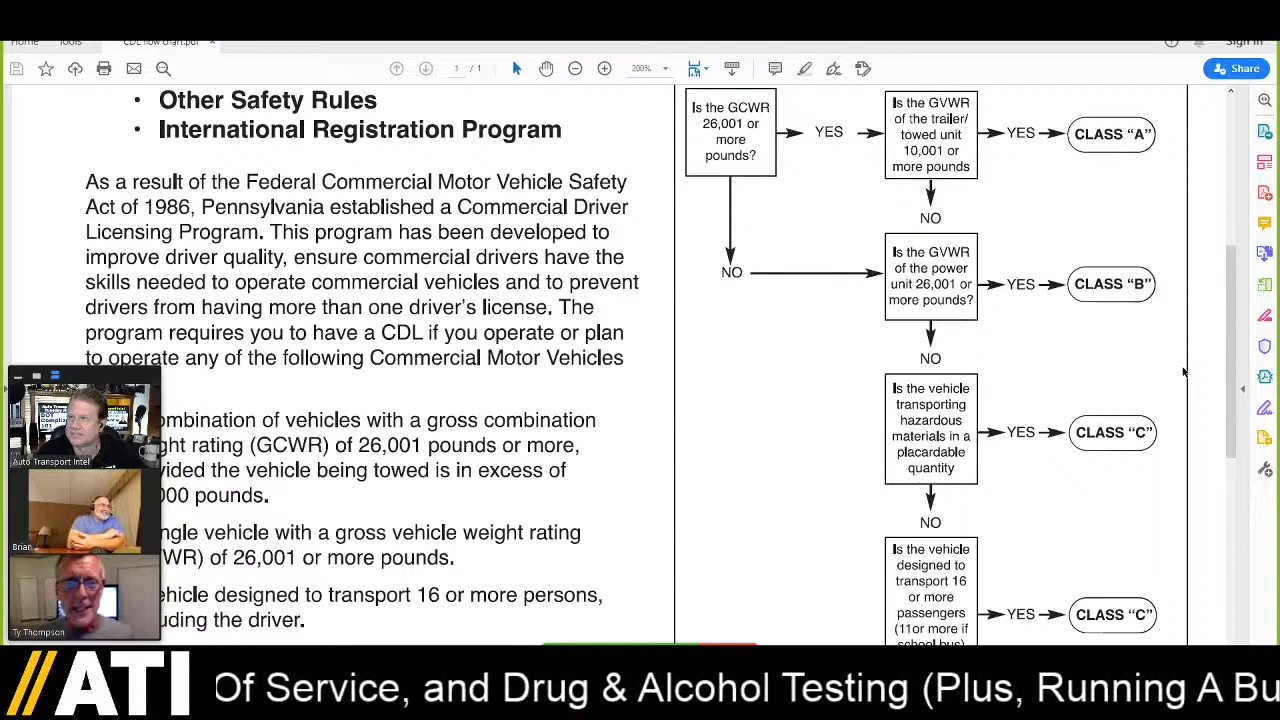 Home Tools CDL flow chart.pdf Sign In
1 / 1 200% Share
• Other Safety Rules
• International Registration Program
As a result of the Federal Commercial Motor Vehicle Safety
Act of 1986, Pennsylvania established a Commercial Driver
Licensing Program. This program has been developed to
improve driver quality, ensure commercial drivers have the
skills needed to operate commercial vehicles and to prevent
drivers from having more than one driver's license. The
program requires you to have a CDL if you operate or plan
to operate any of the following Commercial Motor Vehicles
ombination of vehicles with a gross combination
ght rating (GCWR) of 26,001 pounds or more,
vided the vehicle being towed is in excess of
000 pounds.
ngle vehicle with a gross vehicle weight rating
WR) of 26,001 or more pounds.
ehicle designed to transport 16 or more persons,
uding the driver.
Is the GCWR
26,001 or
more
pounds?
YES
Is the GVWR
of the trailer/
towed unit
10,001 or
more pounds
YES
CLASS "A"
NO
NO
Is the GVWR
of the power
unit 26,001 or
more pounds?
YES
CLASS "B"
NO
Is the vehicle
transporting
hazardous
materials in a
placardable
quantity
YES
CLASS "C"
NO
Is the vehicle
designed to
transport 16
or more
passengers
(11or more if
school bus)
YES
CLASS "C"
Auto Transport Intel
Brian
Ty Thompson
//ATI
Of Service, and Drug & Alcohol Testing (Plus, Running A Bu